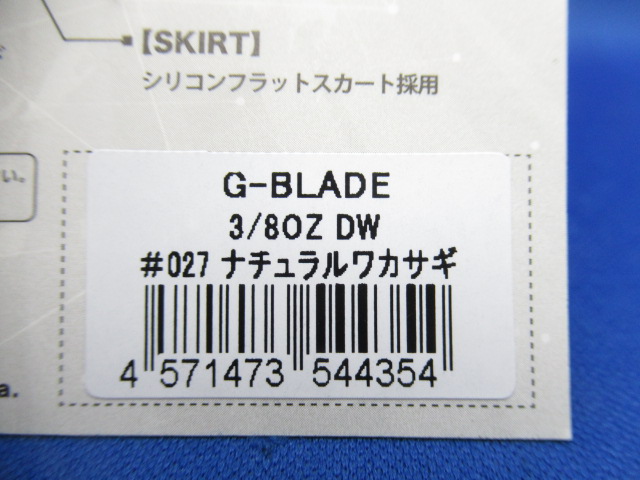 【SKIRT】
シリコンフラットスカート採用
い。
G-BLADE
3/8OZ DW
#027 ナチュラルワカサギ
4 571473 544354
a.